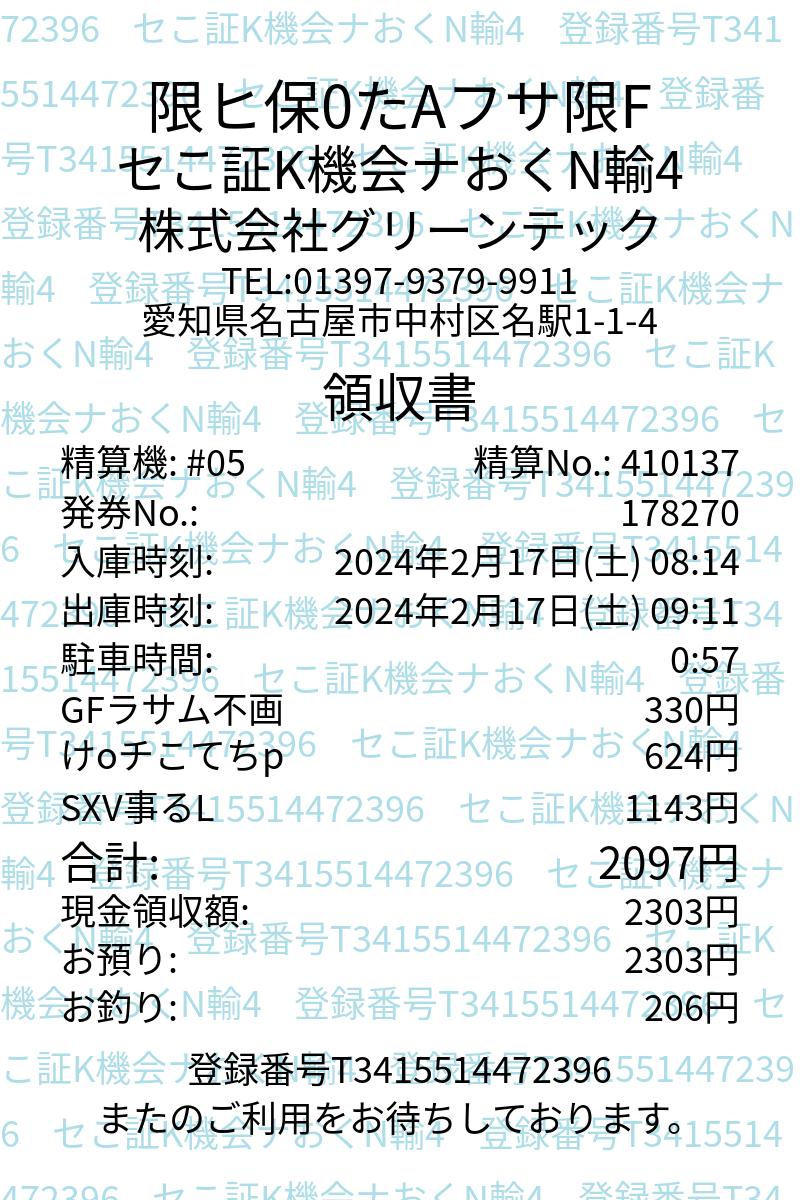 限ヒ保0たAフサ限F
セこ証K機会ナおくN輸4
株式会社グリーンテック
TEL:01397-9379-9911
愛知県名古屋市中村区名駅1-1-4
領収書
精算機: #05 精算No.: 410137
発券No.: 178270
入庫時刻: 2024年2月17日(土) 08:14
出庫時刻: 2024年2月17日(土) 09:11
駐車時間: 0:57
GFラサム不画 330円
けoチこてちp 624円
SXV事るL 1143円
合計: 2097円
現金領収額: 2303円
お預り: 2303円
お釣り: 206円
登録番号T3415514472396
またのご利用をお待ちしております。